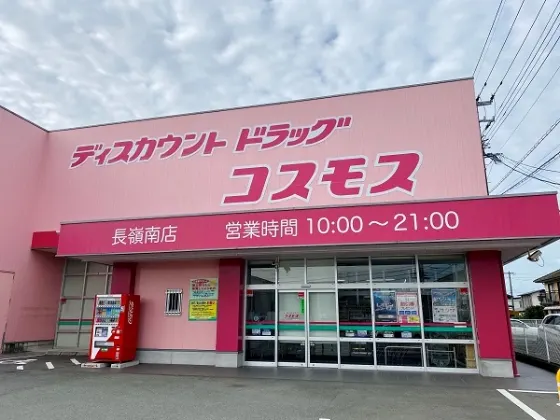 ディスカウント ドラッグ
コスモス
長嶺南店 営業時間 10:00～21:00